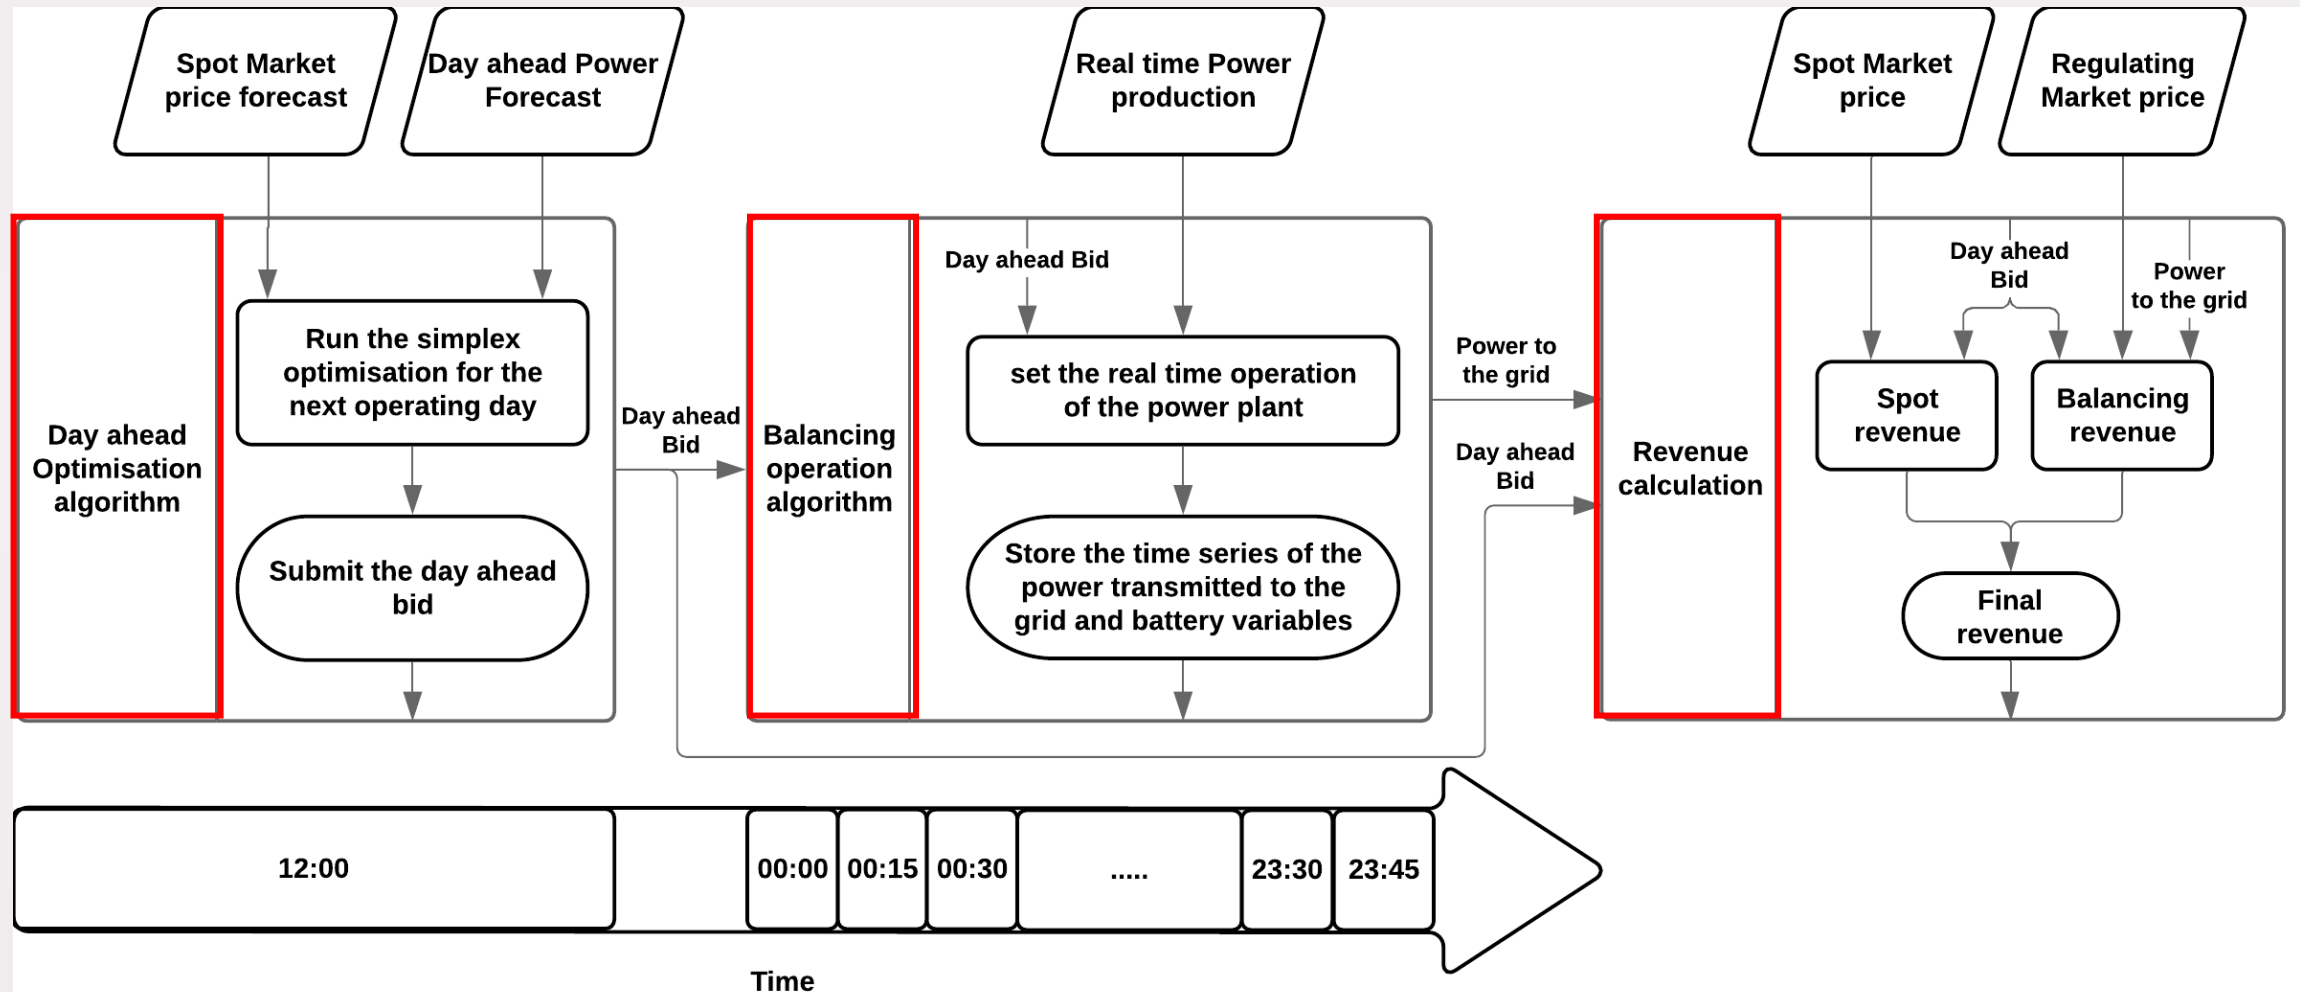 Spot Market
price forecast
Day ahead Power
Forecast
Real time Power
production
Spot Market
price
Regulating
Market price
Day ahead
Optimisation
algorithm
Run the simplex
optimisation for the
next operating day
Submit the day ahead
bid
Day ahead
Bid
Balancing
operation
algorithm
Day ahead Bid
set the real time operation
of the power plant
Store the time series of the
power transmitted to the
grid and battery variables
Power to
the grid
Day ahead
Bid
Revenue
calculation
Day ahead
Bid
Power
to the grid
Spot
revenue
Balancing
revenue
Final
revenue
12:00
00:00
00:15
00:30
.....
23:30
23:45
Time